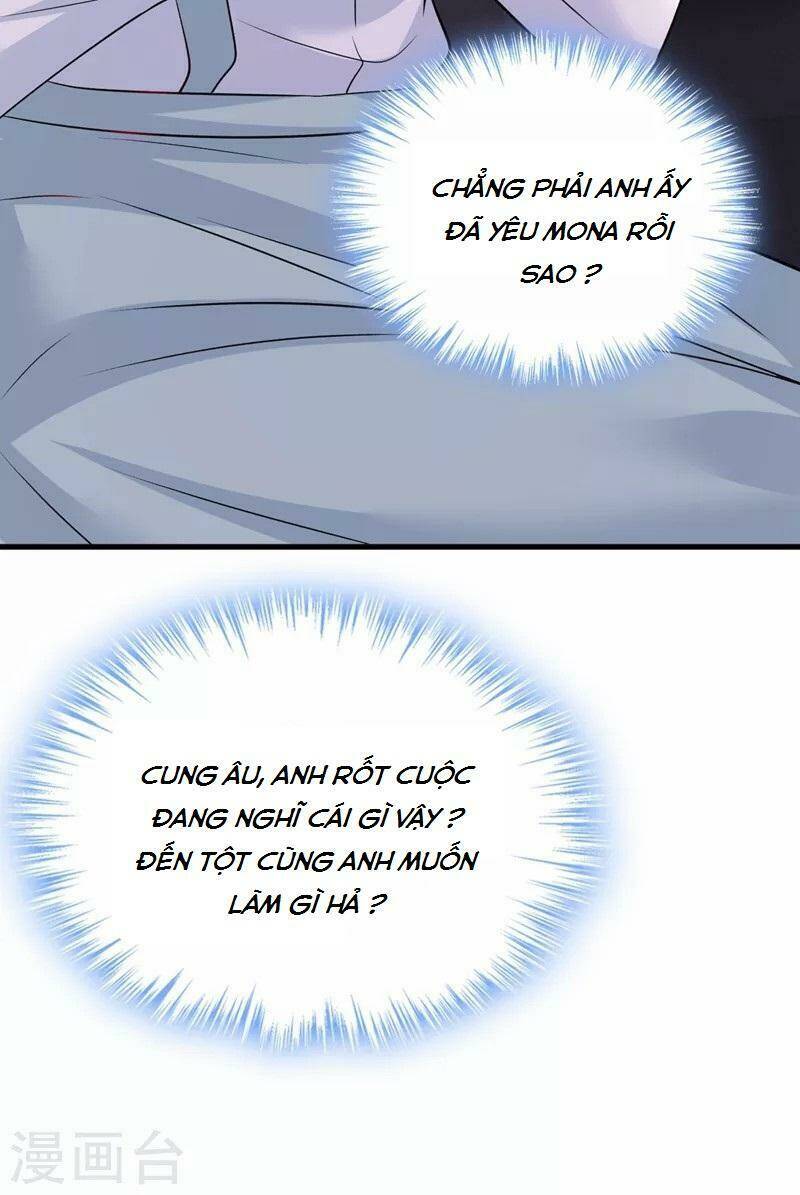 CHẲNG PHẢI ANH ẤY
ĐÃ YÊU MONA RỒI
SAO ?
CUNG ÂU, ANH RỐT CUỘC
ĐANG NGHĨ CÁI GÌ VẬY ?
ĐẾN TỘT CÙNG ANH MUỐN
LÀM GÌ HẢ ?
漫画台